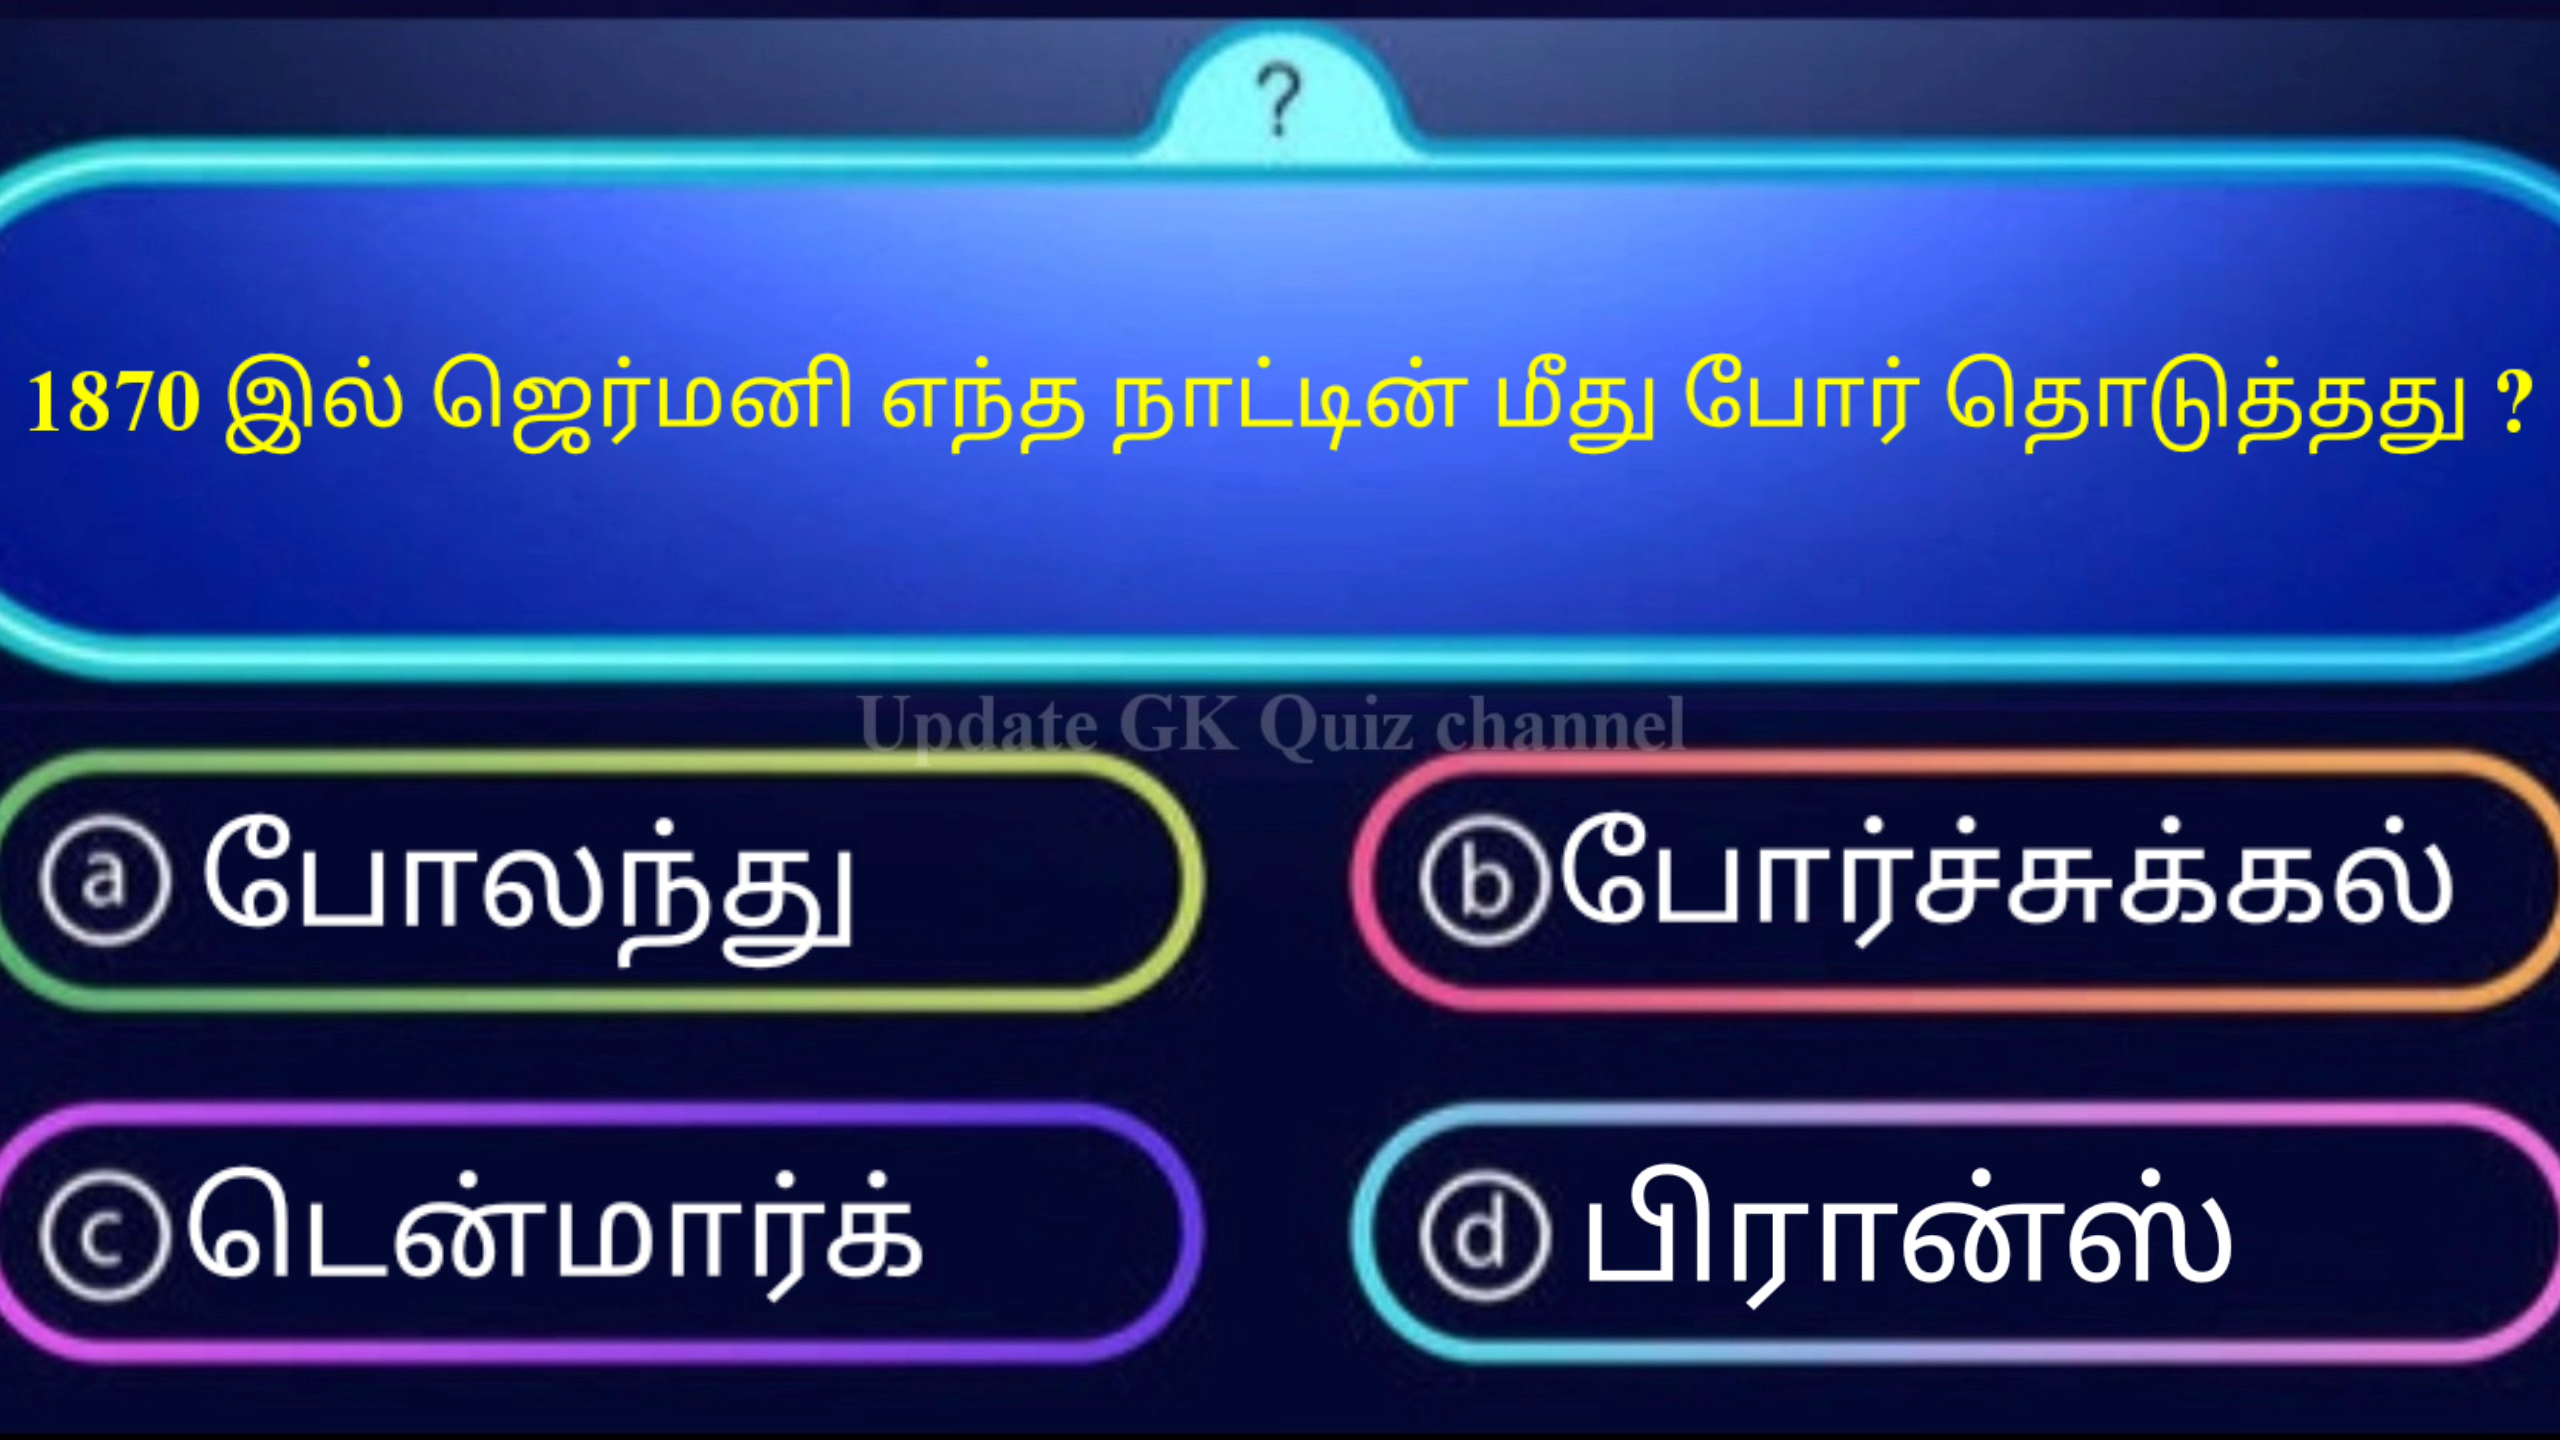 ?
1870 இல் ஜெர்மனி எந்த நாட்டின் மீது போர் தொடுத்தது ?
Update GK Quiz channel
a போலந்து
b போர்ச்சுக்கல்
c டென்மார்க்
d பிரான்ஸ்